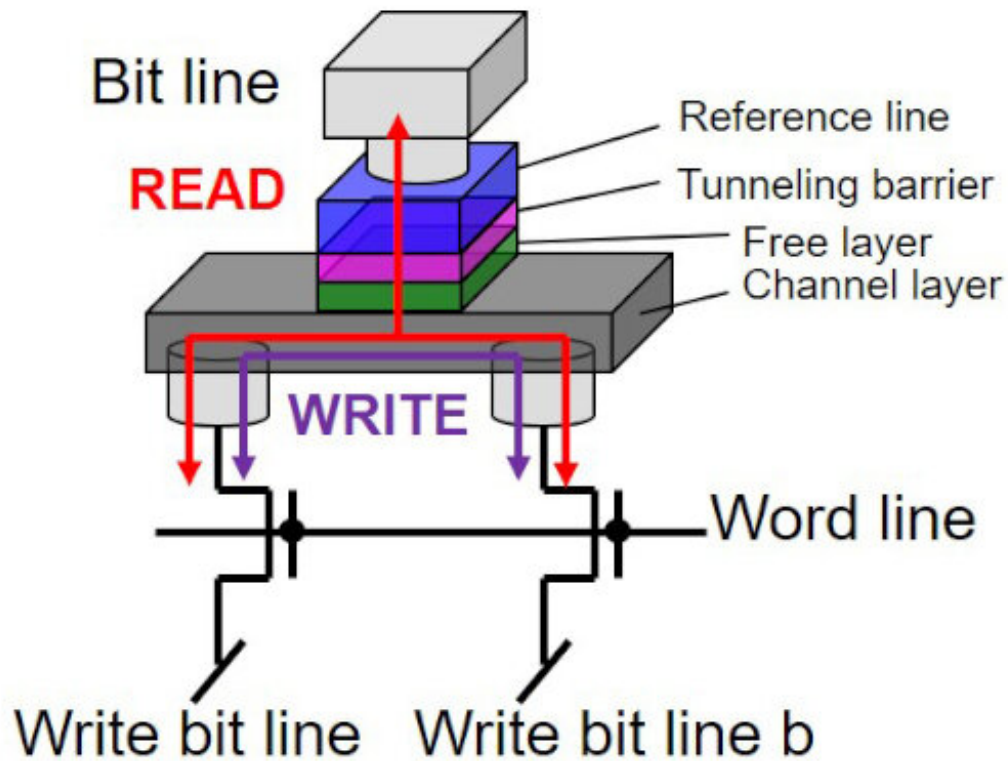 Bit line
READ
Reference line
Tunneling barrier
Free layer
Channel layer
WRITE
Word line
Write bit line
Write bit line b